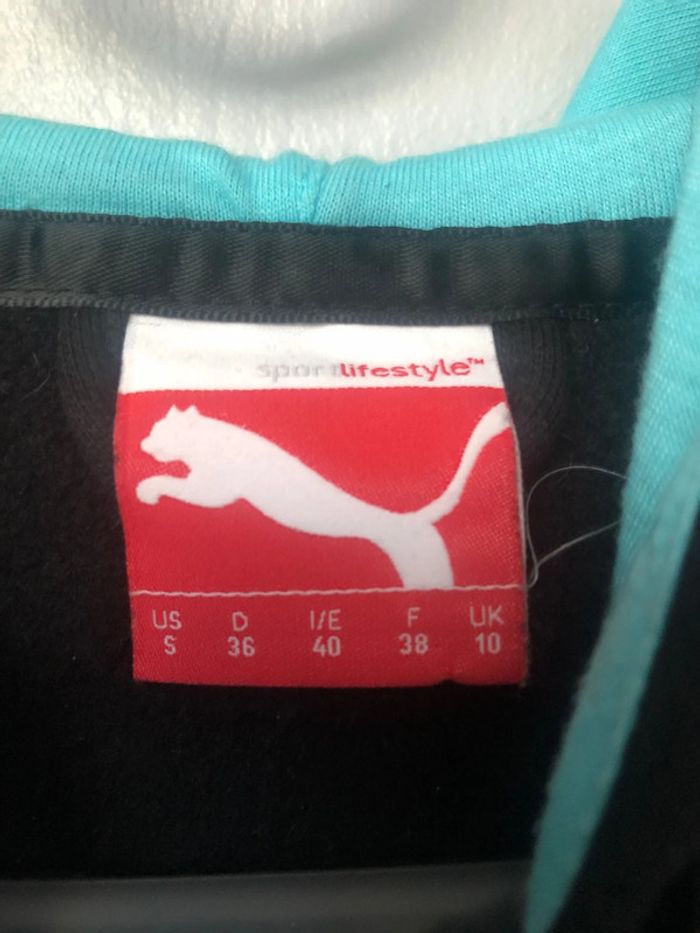 sportlifestyle™
US D I/E F UK
S 36 40 38 10